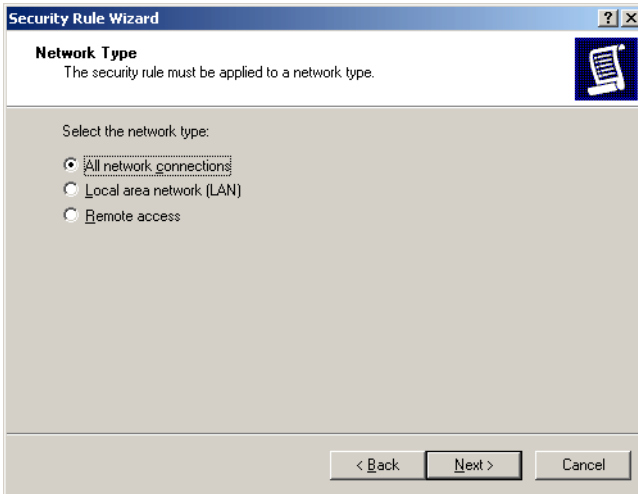 Security Rule Wizard
Network Type
The security rule must be applied to a network type.
Select the network type:
All network connections
Local area network (LAN)
Remote access
< Back
Next >
Cancel